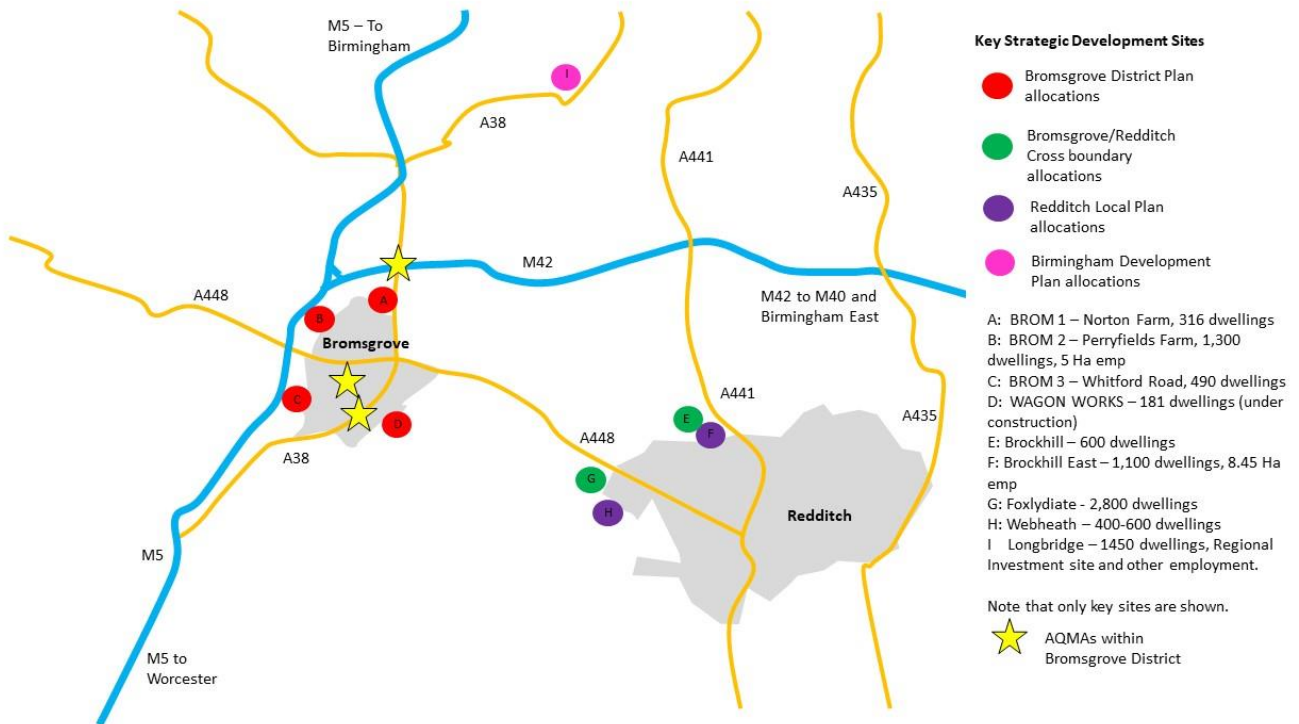 M5 – To
Birmingham
I
A38
A441
A435
M42
A448
M42 to M40 and
Birmingham East
A
B
Bromsgrove
C
D
A38
A448
A441
E
F
A435
G
H
Redditch
M5
M5 to
Worcester
Key Strategic Development Sites
Bromsgrove District Plan
allocations
Bromsgrove/Redditch
Cross boundary
allocations
Redditch Local Plan
allocations
Birmingham Development
Plan allocations
A: BROM 1 – Norton Farm, 316 dwellings
B: BROM 2 – Perryfields Farm, 1,300
dwellings, 5 Ha emp
C: BROM 3 – Whitford Road, 490 dwellings
D: WAGON WORKS – 181 dwellings (under
construction)
E: Brockhill – 600 dwellings
F: Brockhill East – 1,100 dwellings, 8.45 Ha
emp
G: Foxlydiate - 2,800 dwellings
H: Webheath – 400-600 dwellings
I Longbridge – 1450 dwellings, Regional
Investment site and other employment.
Note that only key sites are shown.
AQMAs within
Bromsgrove District